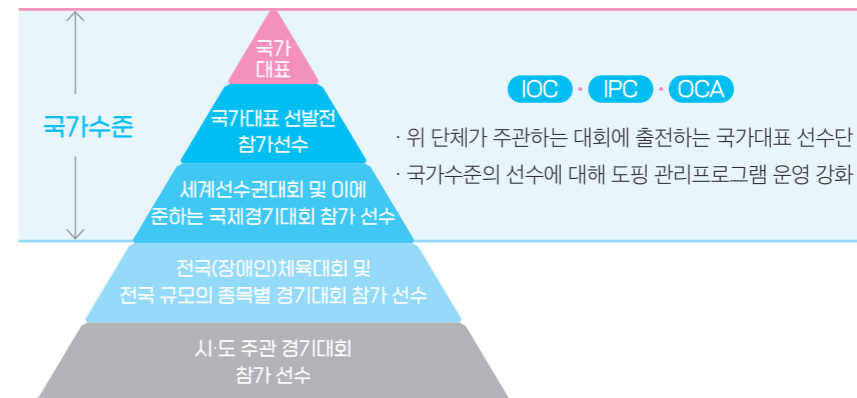 국가
대표
국가대표 선발전
참가선수
세계선수권대회 및 이에
준하는 국제경기대회 참가 선수
전국(장애인)체육대회 및
전국 규모의 종목별 경기대회 참가 선수
시·도 주관 경기대회
참가 선수
국가수준
IOC · IPC · OCA
· 위 단체가 주관하는 대회에 출전하는 국가대표 선수단
· 국가수준의 선수에 대해 도핑 관리프로그램 운영 강화